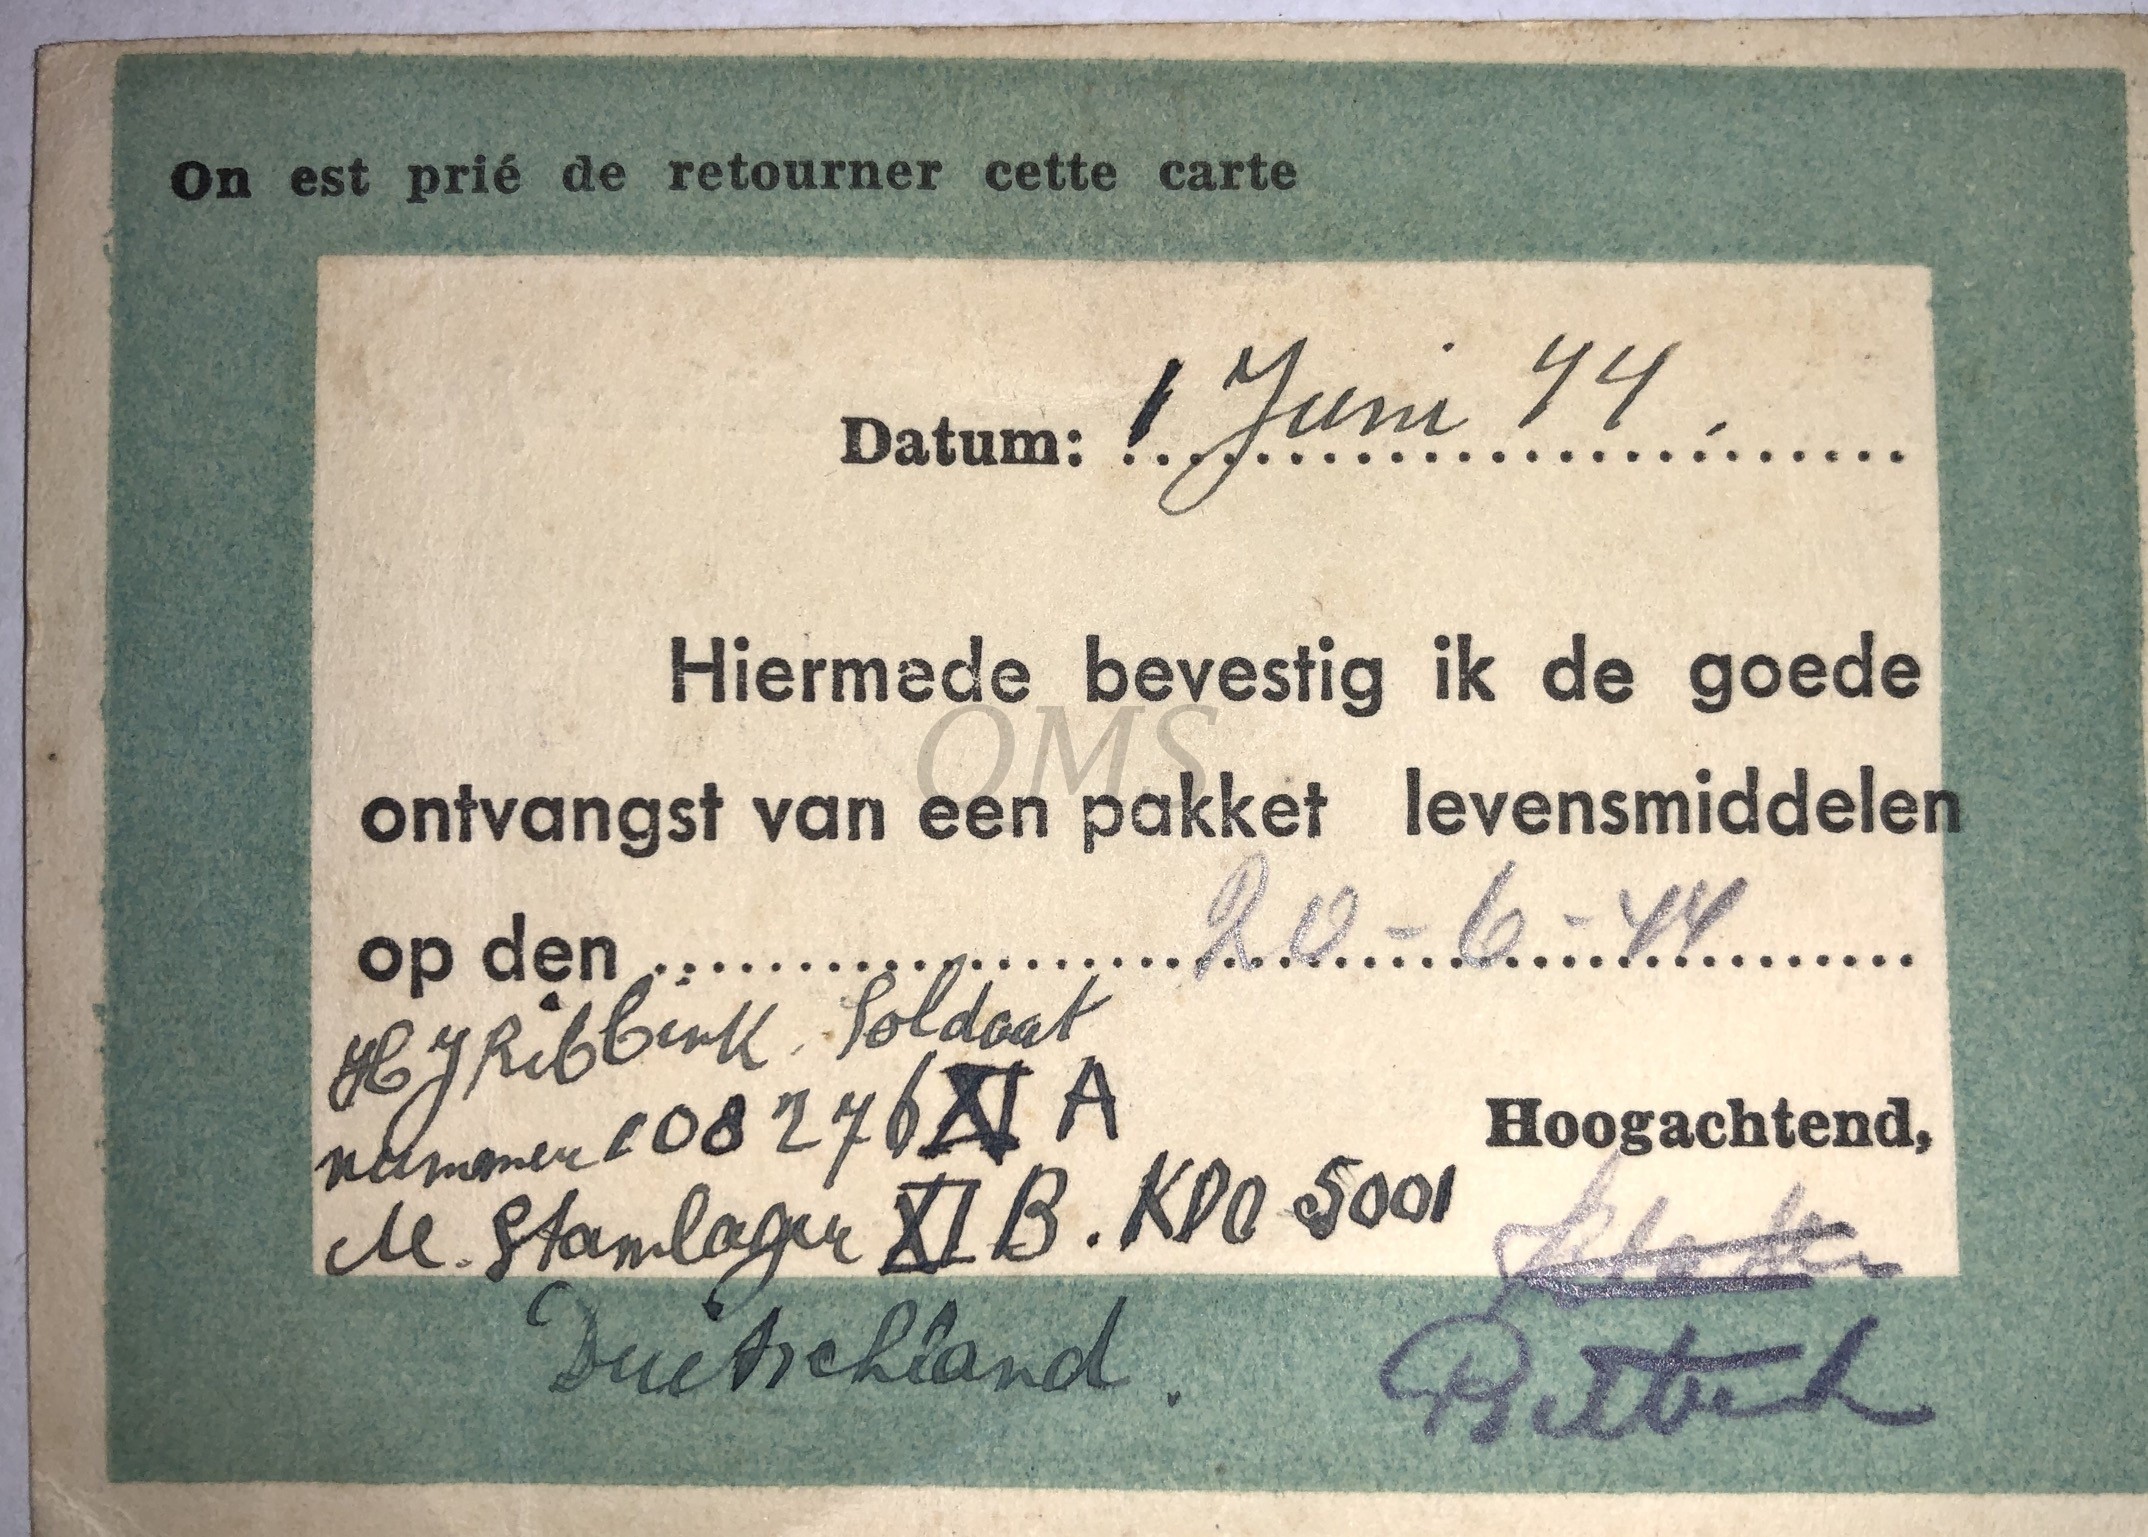 On est prié de retourner cette carte
Datum: 1 Juni 44.
Hiermede bevestig ik de goede
OMS
ontvangst van een pakket levensmiddelen
op den 20-6-44
H J Ribbink. Soldaat
nummer 108276 XI A
Hoogachtend,
M. Stamlager XI B. KDO 5001
Duitschland.